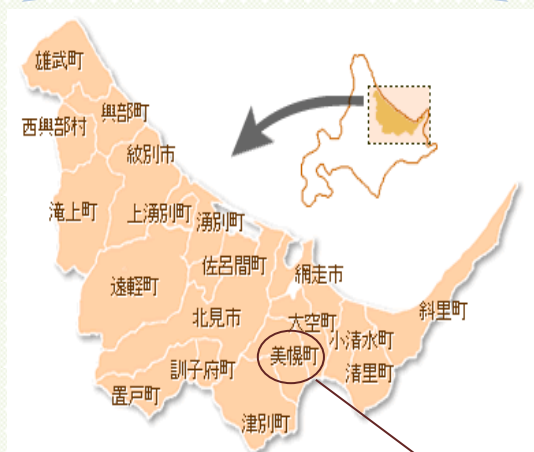 雄武町
興部町
西興部村
紋別市
滝上町
上湧別町
湧別町
佐呂間町
遠軽町
網走市
北見市
大空町
斜里町
小清水町
美幌町
清里町
訓子府町
置戸町
津別町